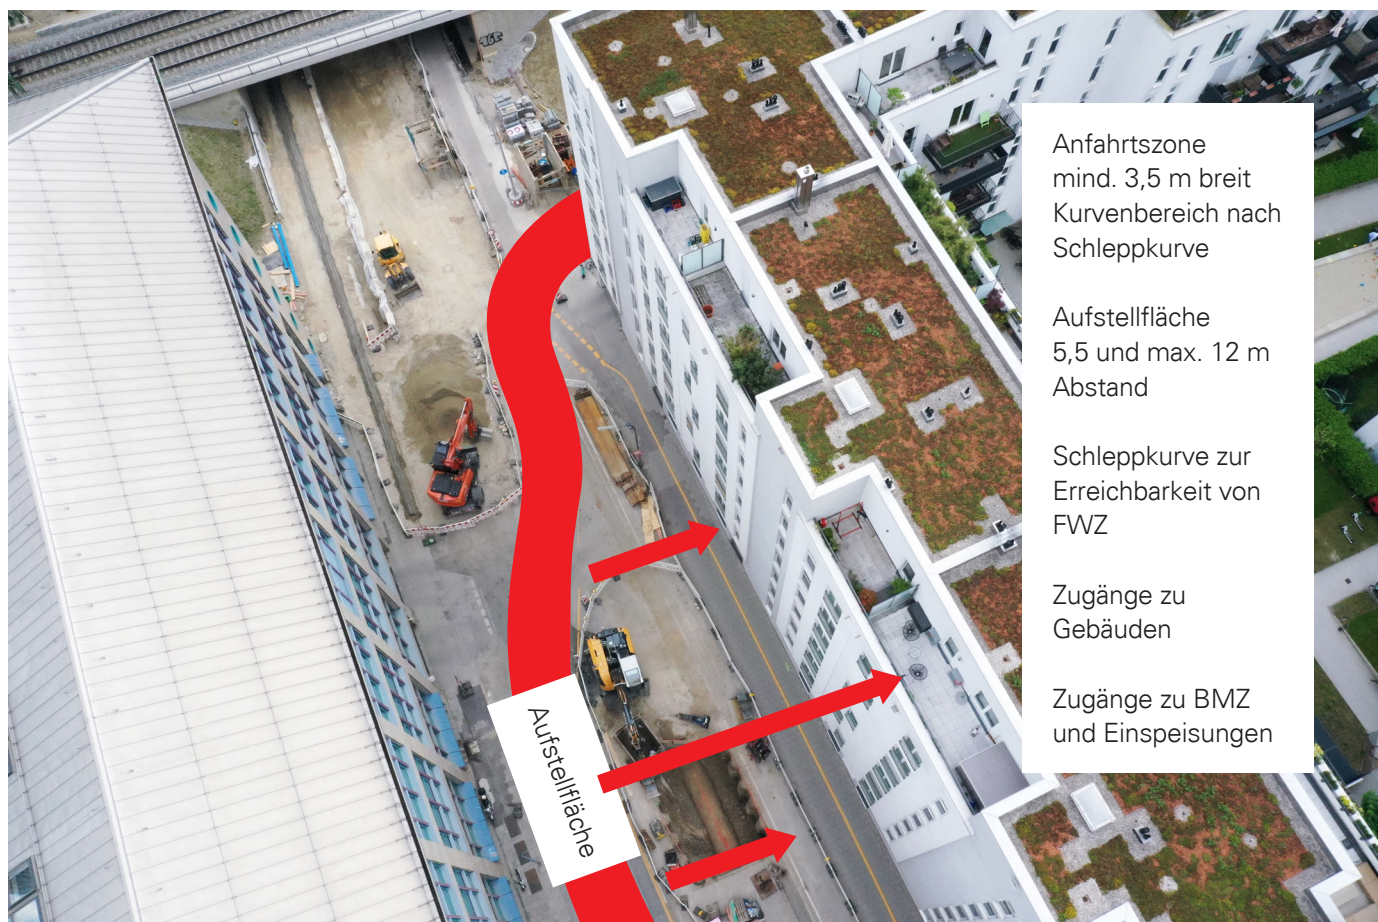 Anfahrtszone
mind. 3,5 m breit
Kurvenbereich nach
Schleppkurve
Aufstellfläche
5,5 und max. 12 m
Abstand
Schleppkurve zur
Erreichbarkeit von
FWZ
Zugänge zu
Gebäuden
Zugänge zu BMZ
und Einspeisungen
Aufstellfläche